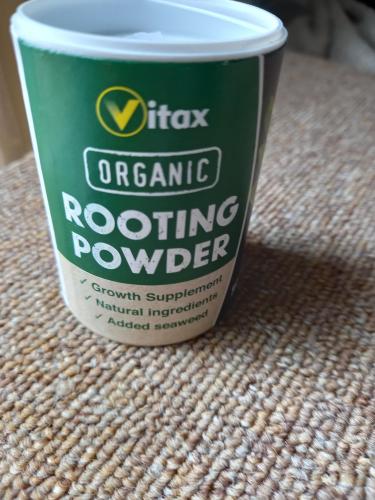 Vitax
ORGANIC
ROOTING
POWDER
✓ Growth Supplement
✓ Natural ingredients
✓ Added seaweed